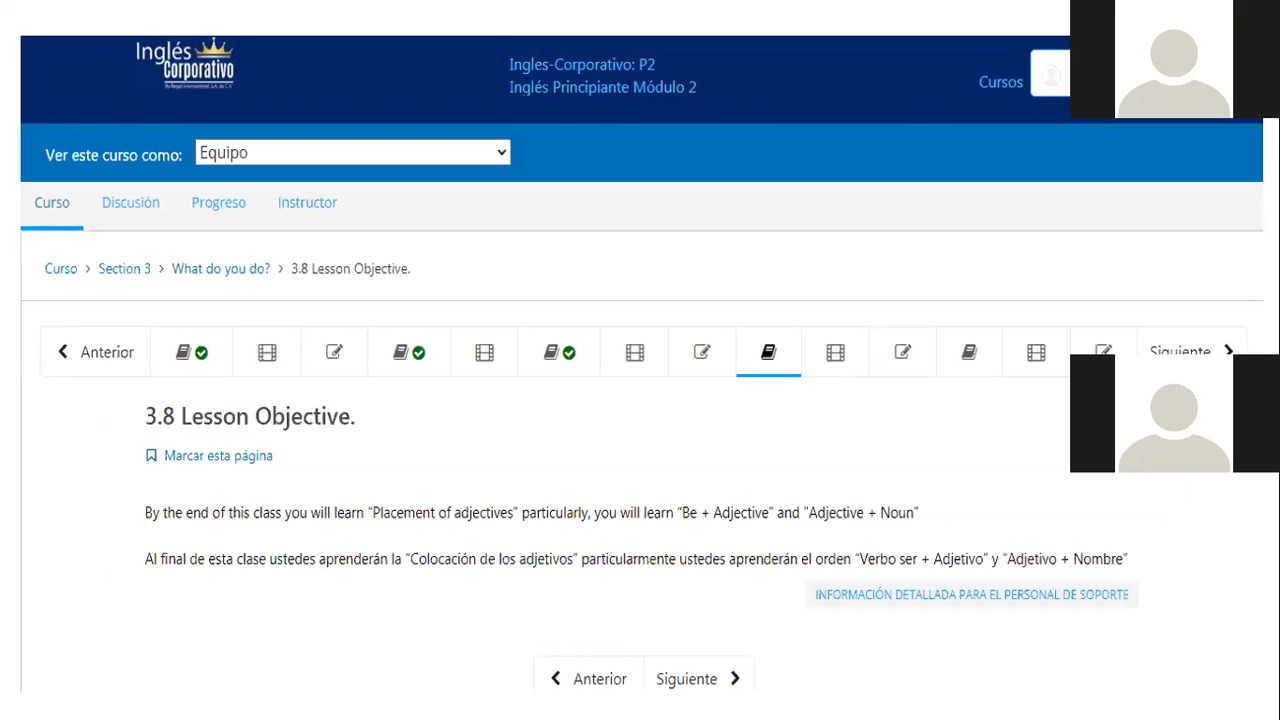 Inglés
Corporativo
Ingles-Corporativo: P2
Inglés Principiante Módulo 2
Cursos
Ver este curso como:
Equipo
Curso
Discusión
Progreso
Instructor
Curso > Section 3 > What do you do? > 3.8 Lesson Objective.
Anterior
Siguiente
3.8 Lesson Objective.
Marcar esta página
By the end of this class you will learn “Placement of adjectives” particularly, you will learn “Be + Adjective” and "Adjective + Noun”
Al final de esta clase ustedes aprenderán la “Colocación de los adjetivos” particularmente ustedes aprenderán el orden “Verbo ser + Adjetivo” y “Adjetivo + Nombre”
INFORMACIÓN DETALLADA PARA EL PERSONAL DE SOPORTE
Anterior
Siguiente